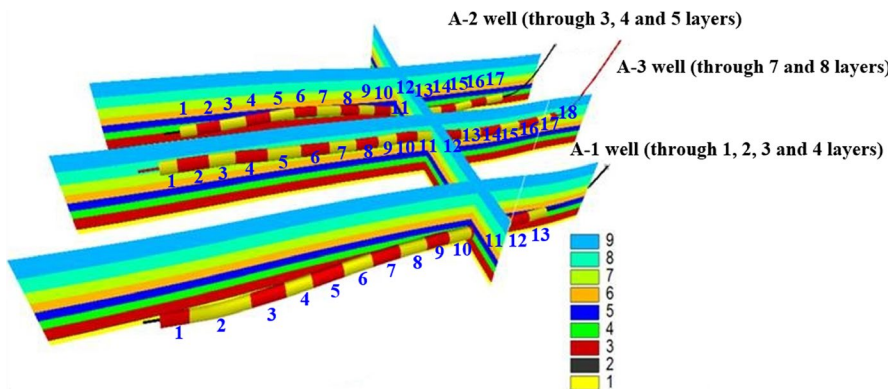 A-2 well (through 3, 4 and 5 layers)
A-3 well (through 7 and 8 layers)
A-1 well (through 1, 2, 3 and 4 layers)
1 2 3 4 5 6 7 8 9 10 11 12 13 14 15 16 17
1 2 3 4 5 6 7 8 9 10 11 12 13 14 15 16 17 18
1 2 3 4 5 6 7 8 9 10 11 12 13
9
8
7
6
5
4
3
2
1